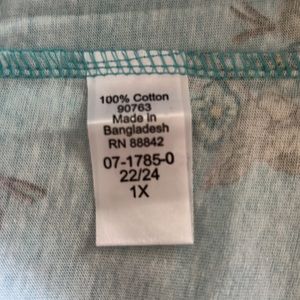 100% Cotton
90763
Made in
Bangladesh
RN 88842
07-1785-0
22/24
1X